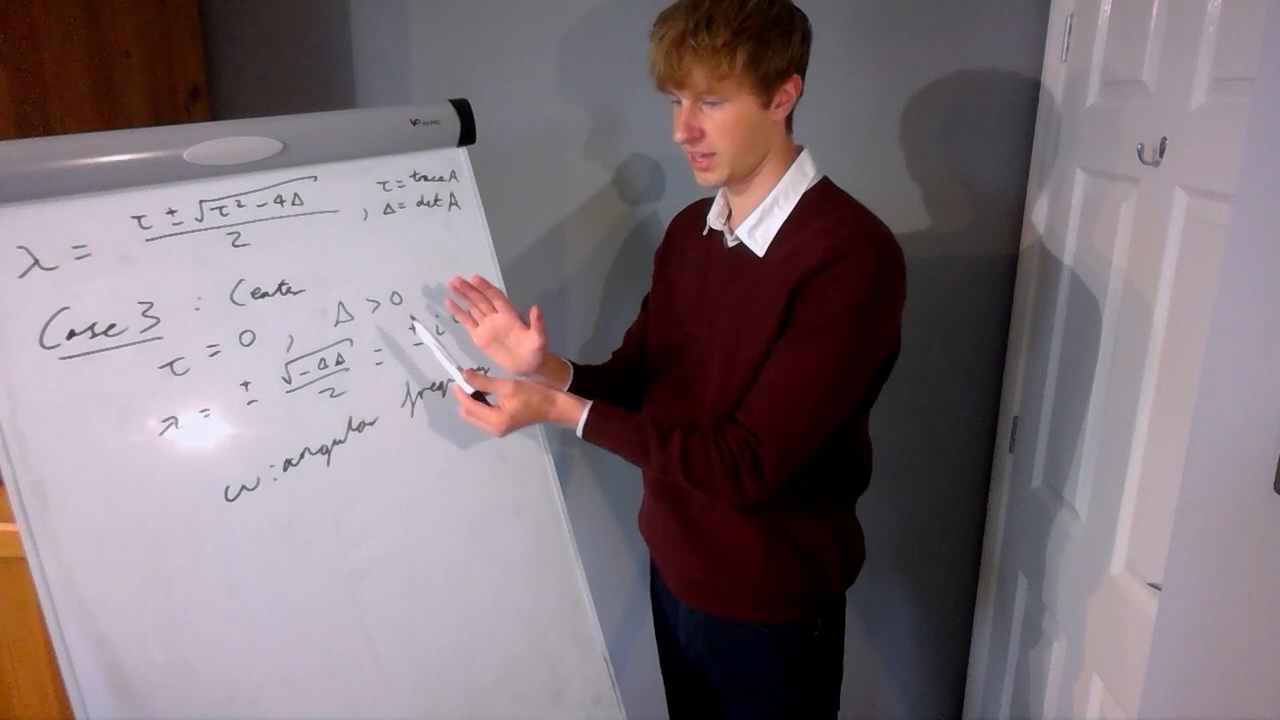 τ = trace A
λ = (τ ± √(τ² - 4Δ)) / 2 , Δ = det A
Case 3 : Center
τ = 0 , Δ > 0
λ = ± √(-4Δ) / 2 = ± i
ω : angular frequency